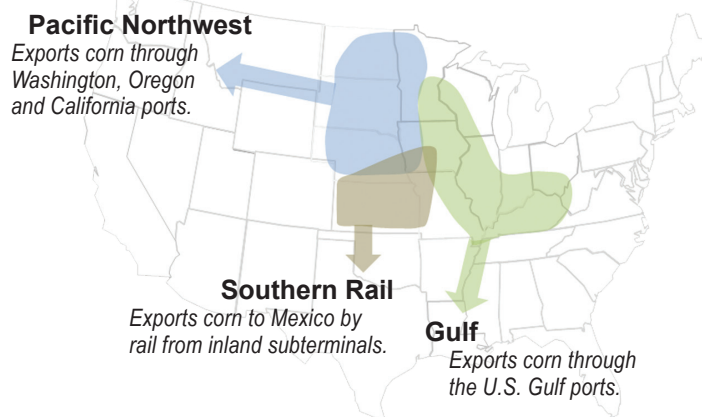 Pacific Northwest
Exports corn through
Washington, Oregon
and California ports.
Southern Rail
Exports corn to Mexico by
rail from inland subterminals.
Gulf
Exports corn through
the U.S. Gulf ports.